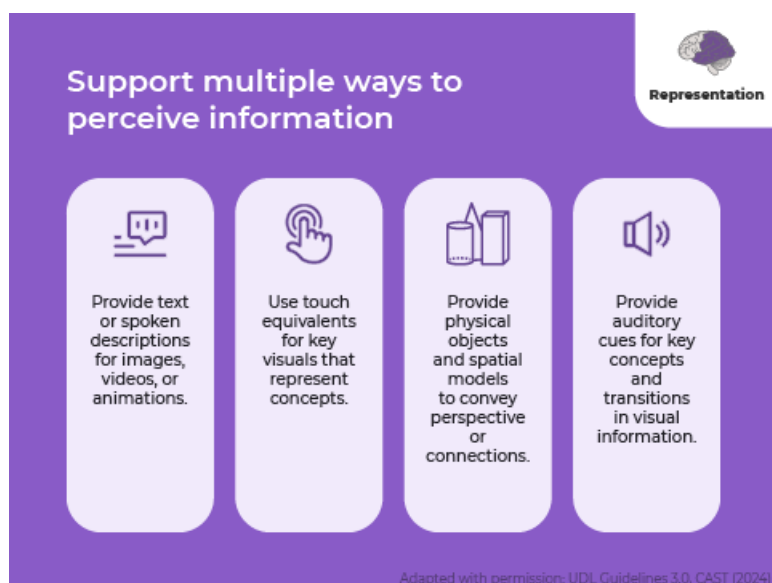 Support multiple ways to
perceive information
Representation
Provide text
or spoken
descriptions
for images,
videos, or
animations.
Use touch
equivalents
for key
visuals that
represent
concepts.
Provide
physical
objects
and spatial
models
to convey
perspective
or
connections.
Provide
auditory
cues for key
concepts
and
transitions
in visual
information.
Adapted with permission: UDL Guidelines 3.0, CAST (2024)